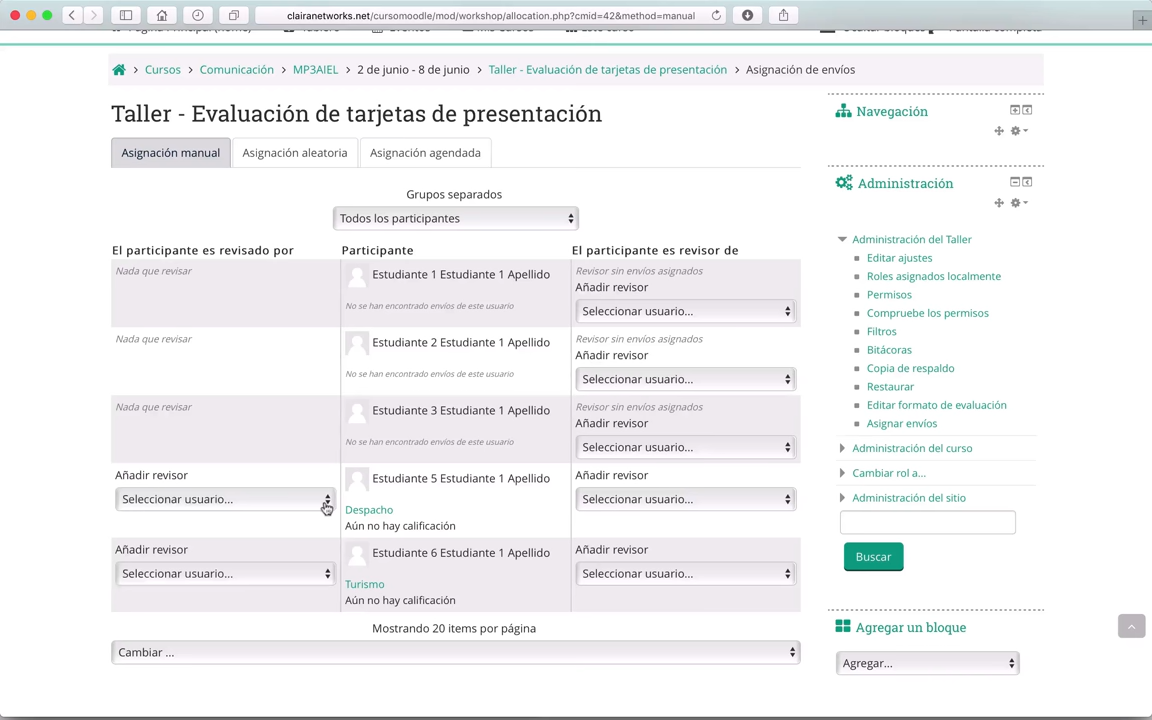 clairanetworks.net/cursomoodle/mod/workshop/allocation.php?cmid=42&method=manual
Cursos
Comunicación
MP3AIEL
2 de junio - 8 de junio
Taller - Evaluación de tarjetas de presentación
Asignación de envíos
Taller - Evaluación de tarjetas de presentación
Asignación manual
Asignación aleatoria
Asignación agendada
Grupos separados
Todos los participantes
El participante es revisado por
Participante
El participante es revisor de
Nada que revisar
Estudiante 1 Estudiante 1 Apellido
No se han encontrado envíos de este usuario
Revisor sin envíos asignados
Añadir revisor
Seleccionar usuario...
Nada que revisar
Estudiante 2 Estudiante 1 Apellido
No se han encontrado envíos de este usuario
Revisor sin envíos asignados
Añadir revisor
Seleccionar usuario...
Nada que revisar
Estudiante 3 Estudiante 1 Apellido
No se han encontrado envíos de este usuario
Revisor sin envíos asignados
Añadir revisor
Seleccionar usuario...
Añadir revisor
Seleccionar usuario...
Estudiante 5 Estudiante 1 Apellido
Despacho
Aún no hay calificación
Añadir revisor
Seleccionar usuario...
Añadir revisor
Seleccionar usuario...
Estudiante 6 Estudiante 1 Apellido
Turismo
Aún no hay calificación
Añadir revisor
Seleccionar usuario...
Mostrando 20 items por página
Cambiar ...
Navegación
Administración
Administración del Taller
Editar ajustes
Roles asignados localmente
Permisos
Compruebe los permisos
Filtros
Bitácoras
Copia de respaldo
Restaurar
Editar formato de evaluación
Asignar envíos
Administración del curso
Cambiar rol a...
Administración del sitio
Buscar
Agregar un bloque
Agregar...